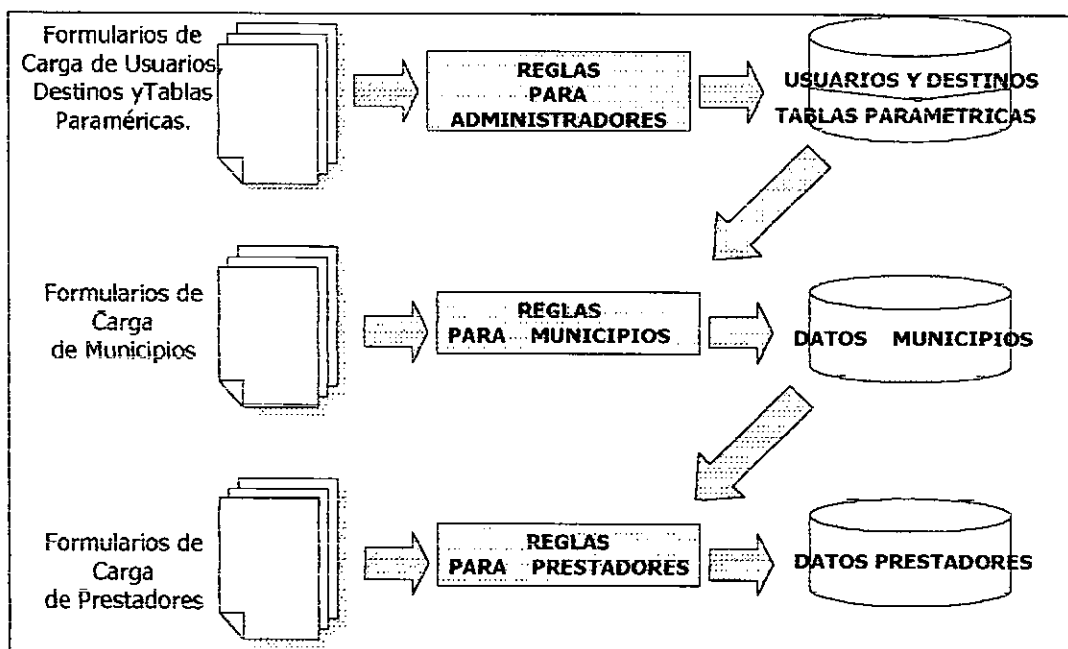 Formularios de
Carga de Usuarios,
Destinos yTablas
Paraméricas.
REGLAS
PARA
ADMINISTRADORES
USUARIOS Y DESTINOS
TABLAS PARAMETRICAS
Formularios de
Carga
de Municipios
REGLAS
PARA MUNICIPIOS
DATOS MUNICIPIOS
Formularios de
Carga
de Prestadores
REGLAS
PARA PRESTADORES
DATOS PRESTADORES